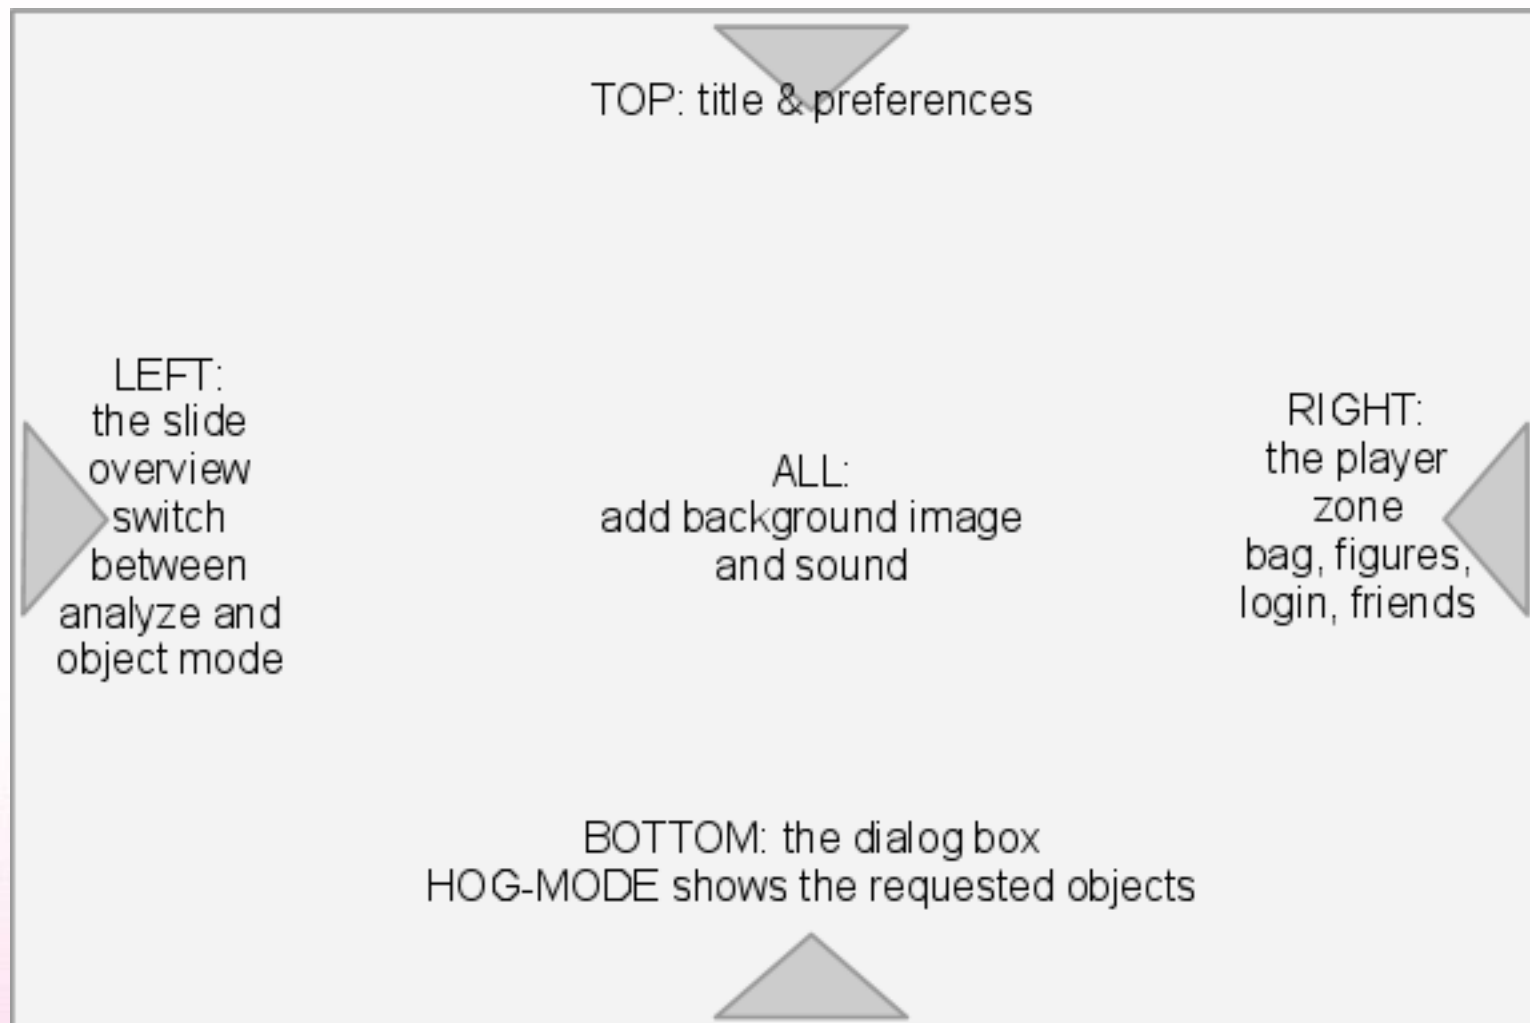 TOP: title & preferences
LEFT:
the slide
overview
switch
between
analyze and
object mode
ALL:
add background image
and sound
RIGHT:
the player
zone
bag, figures,
login, friends
BOTTOM: the dialog box
HOG-MODE shows the requested objects